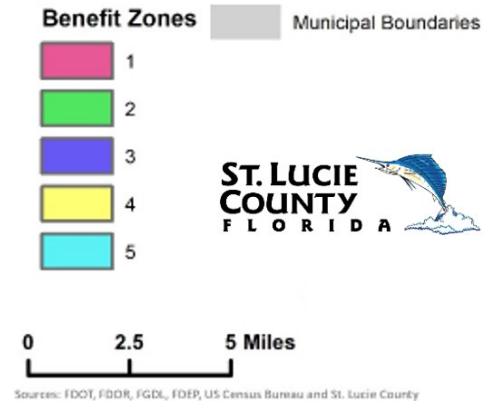 Benefit Zones
Municipal Boundaries
1
2
3
4
5
ST. LUCIE
COUNTY
FLORIDA
0 2.5 5 Miles
Sources: FDOT, FDOR, FGDL, FDEP, US Census Bureau and St. Lucie County